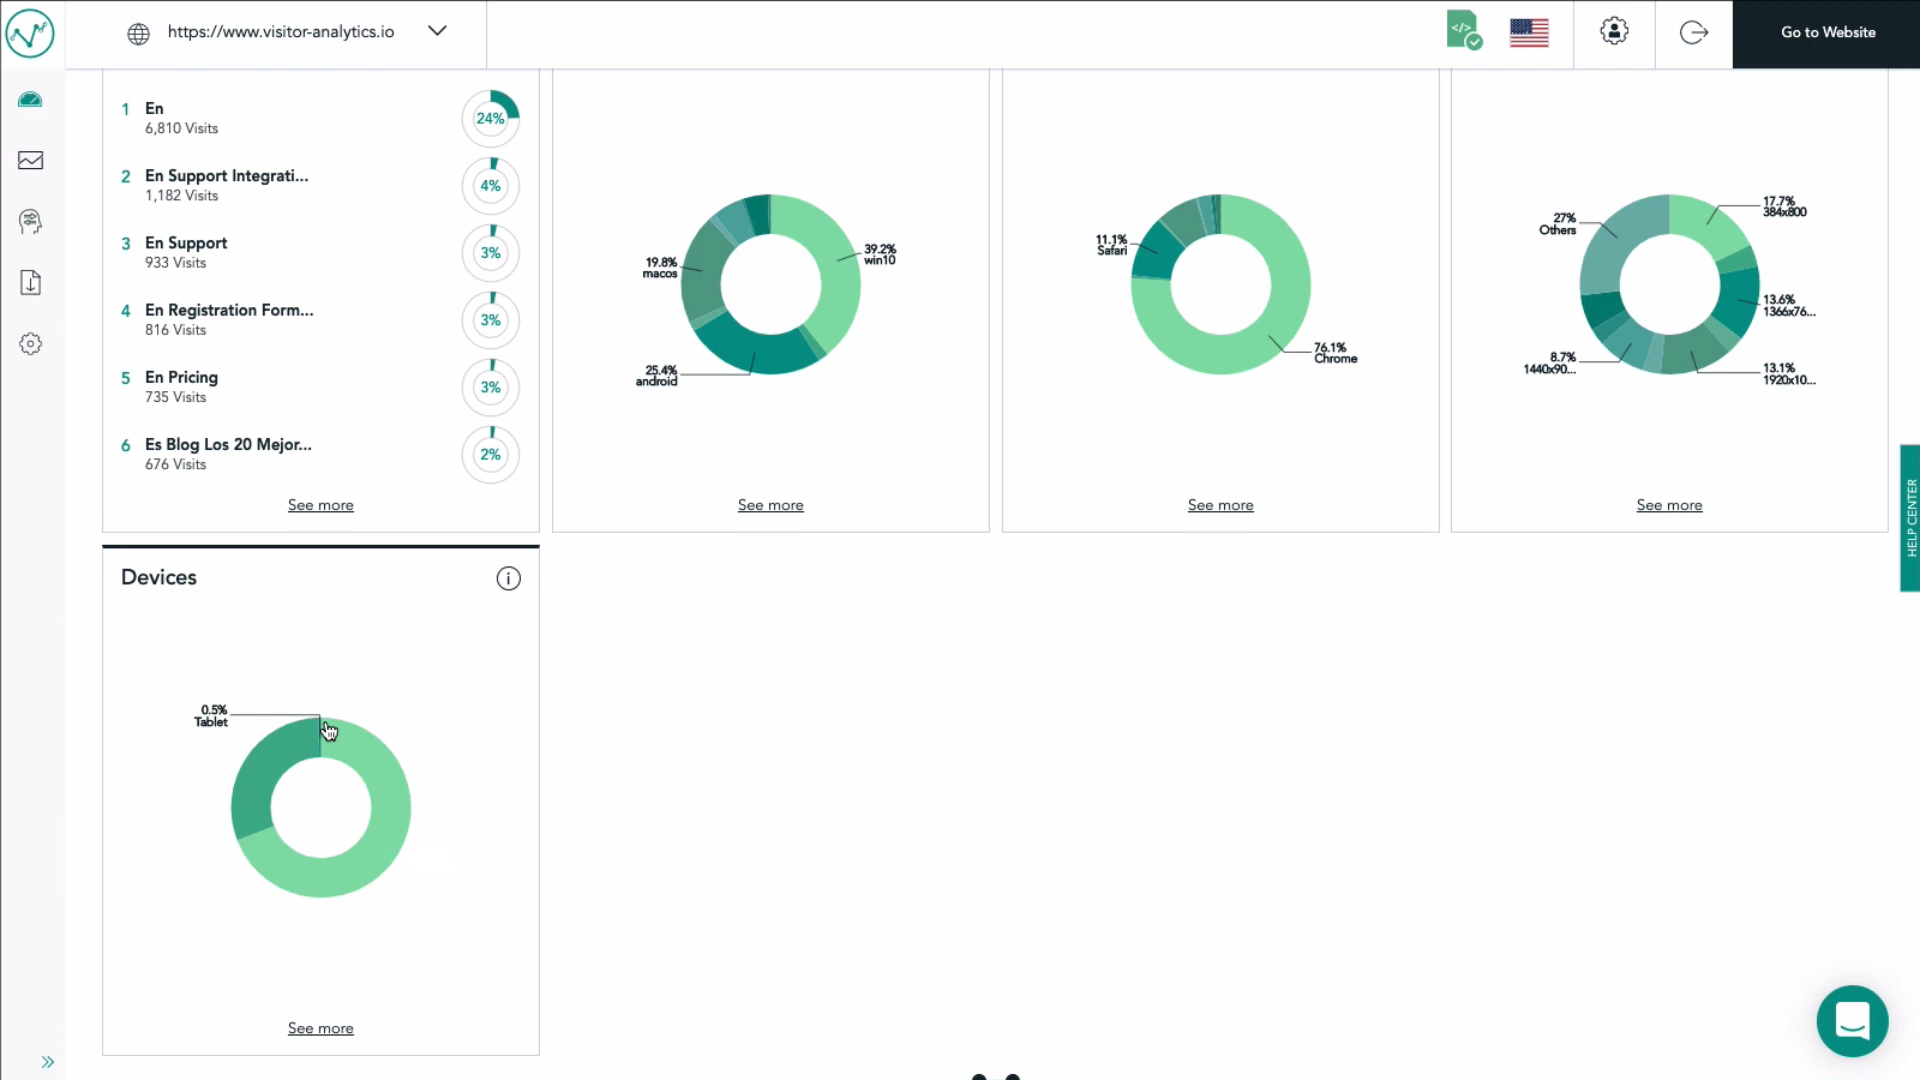 https://www.visitor-analytics.io
</>
Go to Website
1 En
6,810 Visits
24%
2 En Support Integrati...
1,182 Visits
4%
3 En Support
933 Visits
3%
4 En Registration Form...
816 Visits
3%
5 En Pricing
735 Visits
3%
6 Es Blog Los 20 Mejor...
676 Visits
2%
See more
39.2%
win10
19.8%
macos
25.4%
android
See more
11.1%
Safari
76.1%
Chrome
See more
17.7%
384x800
27%
Others
13.6%
1366x76...
8.7%
1440x90...
13.1%
1920x10...
See more
HELP CENTER
Devices
i
0.5%
Tablet
See more